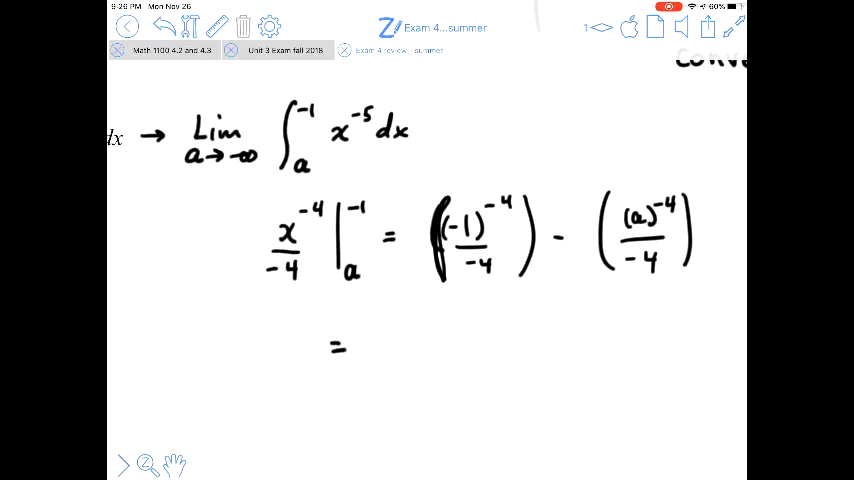 9:26 PM Mon Nov 26
60%
Exam 4...summer
1
Math 1100 4.2 and 4.3
Unit 3 Exam fall 2018
Exam 4 review - summer
dx → Lim a→-∞ ∫_a^{-1} x^{-5} dx
x^{-4}/-4 |_a^{-1} = ((-1)^{-4}/-4) - ((a)^{-4}/-4)
=